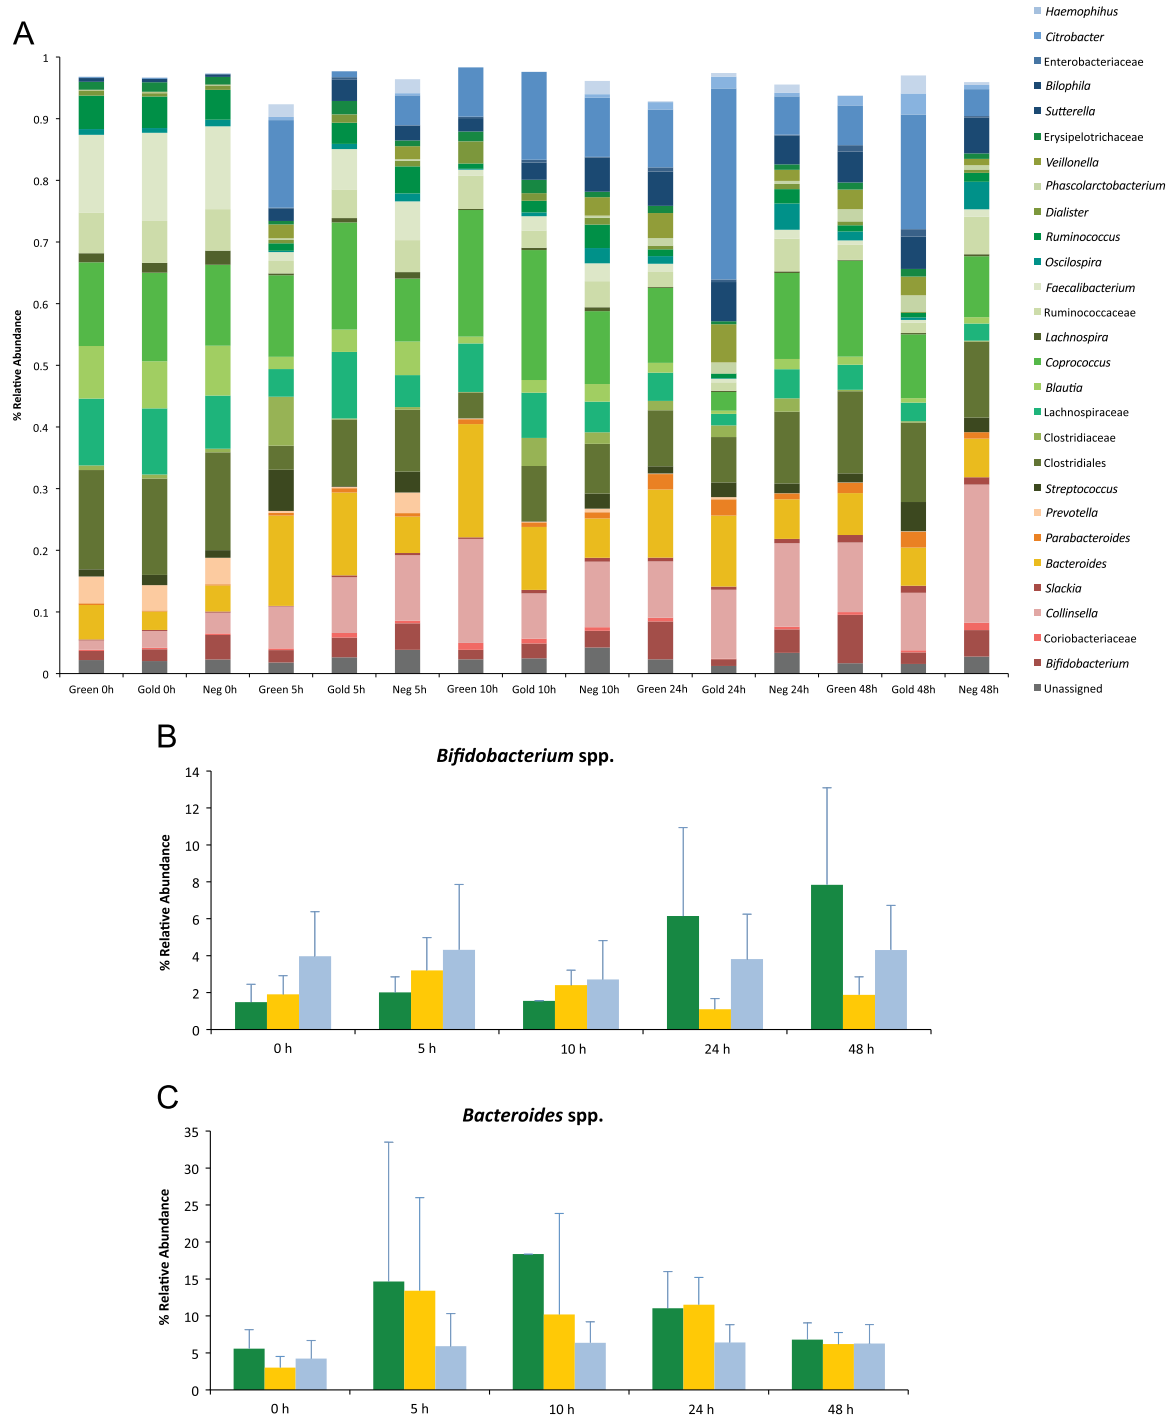 A
% Relative Abundance
1
0.9
0.8
0.7
0.6
0.5
0.4
0.3
0.2
0.1
0
Green 0h
Gold 0h
Neg 0h
Green 5h
Gold 5h
Neg 5h
Green 10h
Gold 10h
Neg 10h
Green 24h
Gold 24h
Neg 24h
Green 48h
Gold 48h
Neg 48h
Haemophihus
Citrobacter
Enterobacteriaceae
Bilophila
Sutterella
Erysipelotrichaceae
Veillonella
Phascolarctobacterium
Dialister
Ruminococcus
Oscilospira
Faecalibacterium
Ruminococcaceae
Lachnospira
Coprococcus
Blautia
Lachnospiraceae
Clostridiaceae
Clostridiales
Streptococcus
Prevotella
Parabacteroides
Bacteroides
Slackia
Collinsella
Coriobacteriaceae
Bifidobacterium
Unassigned
B
Bifidobacterium spp.
% Relative Abundance
14
12
10
8
6
4
2
0
0 h
5 h
10 h
24 h
48 h
C
Bacteroides spp.
% Relative Abundance
35
30
25
20
15
10
5
0
0 h
5 h
10 h
24 h
48 h